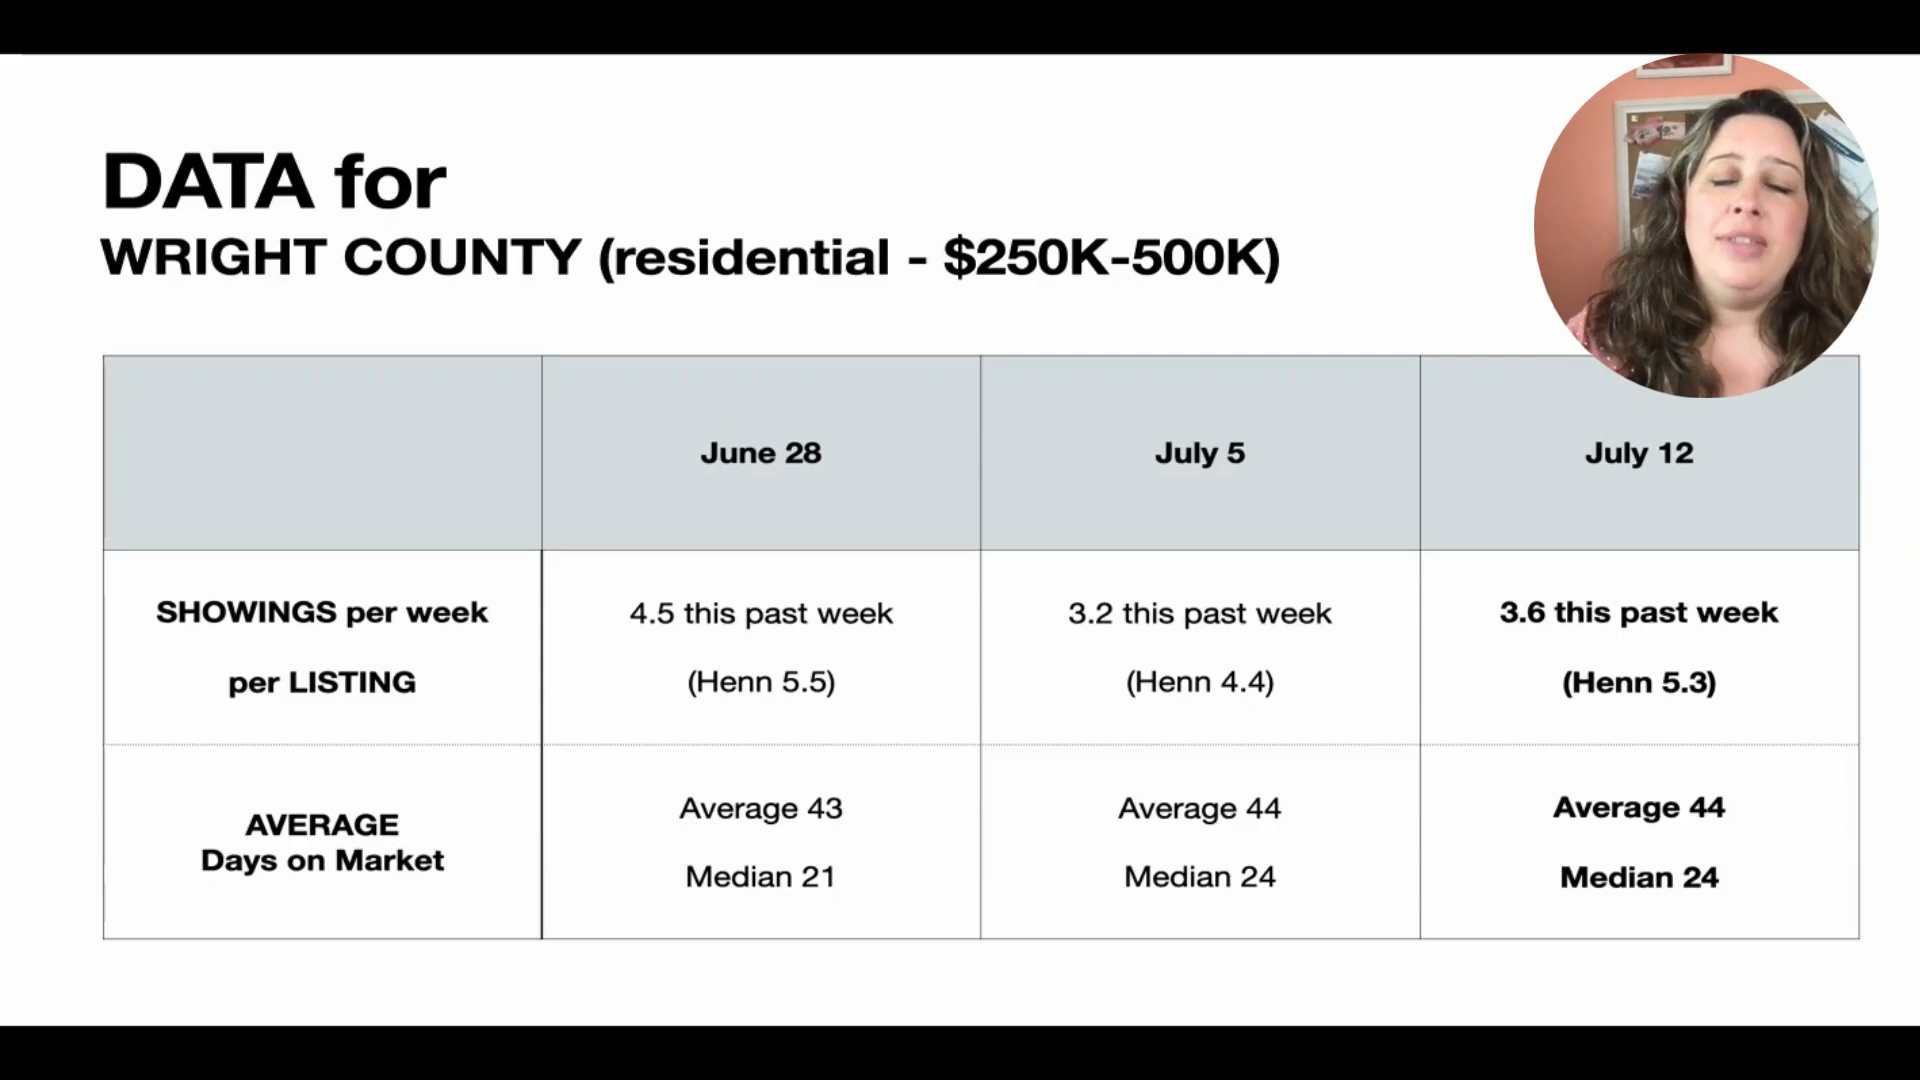 DATA for
WRIGHT COUNTY (residential - $250K-500K)
June 28
July 5
July 12
SHOWINGS per week
per LISTING
4.5 this past week
(Henn 5.5)
3.2 this past week
(Henn 4.4)
3.6 this past week
(Henn 5.3)
AVERAGE
Days on Market
Average 43
Median 21
Average 44
Median 24
Average 44
Median 24